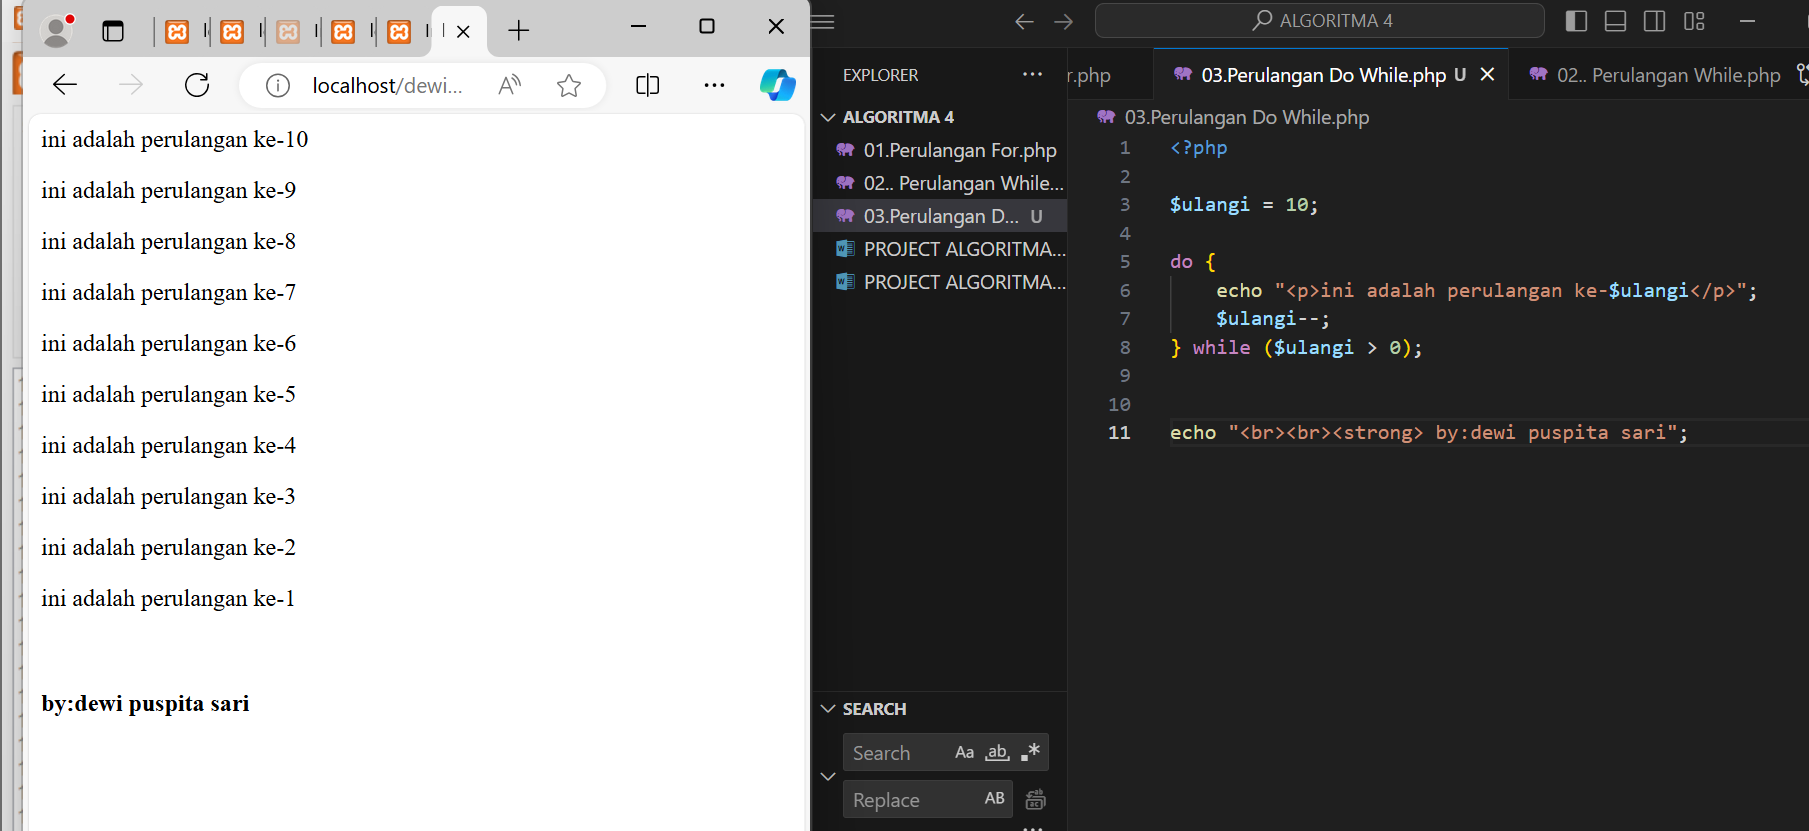 localhost/dewi...
ini adalah perulangan ke-10
ini adalah perulangan ke-9
ini adalah perulangan ke-8
ini adalah perulangan ke-7
ini adalah perulangan ke-6
ini adalah perulangan ke-5
ini adalah perulangan ke-4
ini adalah perulangan ke-3
ini adalah perulangan ke-2
ini adalah perulangan ke-1
by:dewi puspita sari
ALGORITMA 4
EXPLORER
ALGORITMA 4
01.Perulangan For.php
02.. Perulangan While...
03.Perulangan D... U
PROJECT ALGORITMA...
PROJECT ALGORITMA...
SEARCH
Search Aa ab
Replace AB
r.php
03.Perulangan Do While.php U
02.. Perulangan While.php
03.Perulangan Do While.php
1 <?php
2
3 $ulangi = 10;
4
5 do {
6 echo "<p>ini adalah perulangan ke-$ulangi</p>";
7 $ulangi--;
8 } while ($ulangi > 0);
9
10
11 echo "<br><br><strong> by:dewi puspita sari";